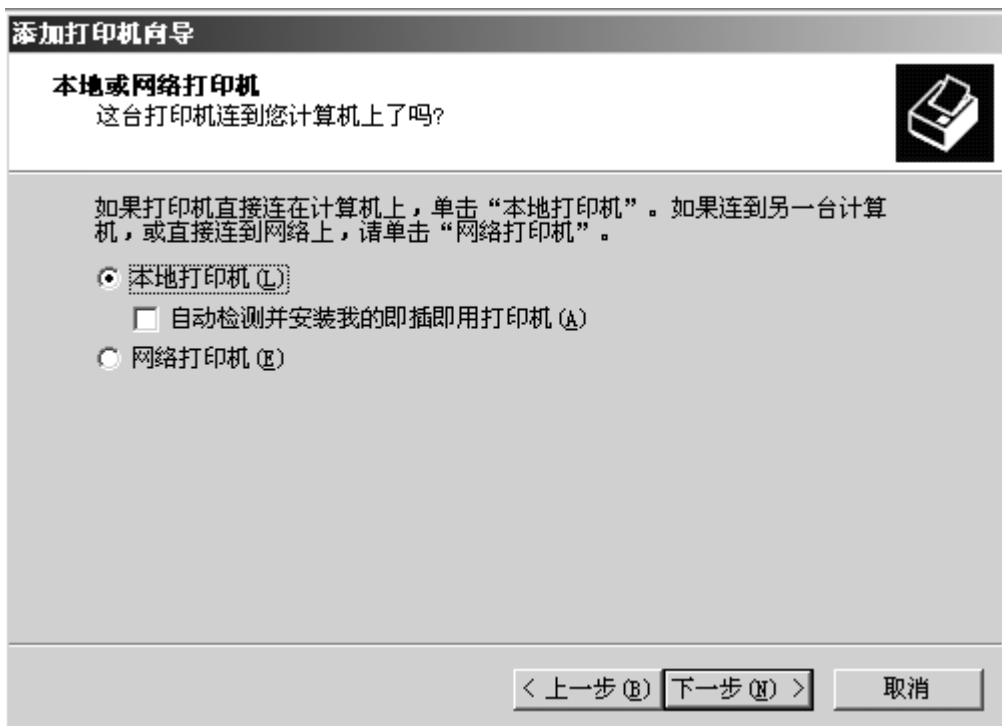 添加打印机向导
本地或网络打印机
这台打印机连到您计算机上了吗?
如果打印机直接连在计算机上，单击“本地打印机”。如果连到另一台计算
机，或直接连到网络上，请单击“网络打印机”。
本地打印机(L)
自动检测并安装我的即插即用打印机(A)
网络打印机(E)
< 上一步(B) 下一步(N) > 取消